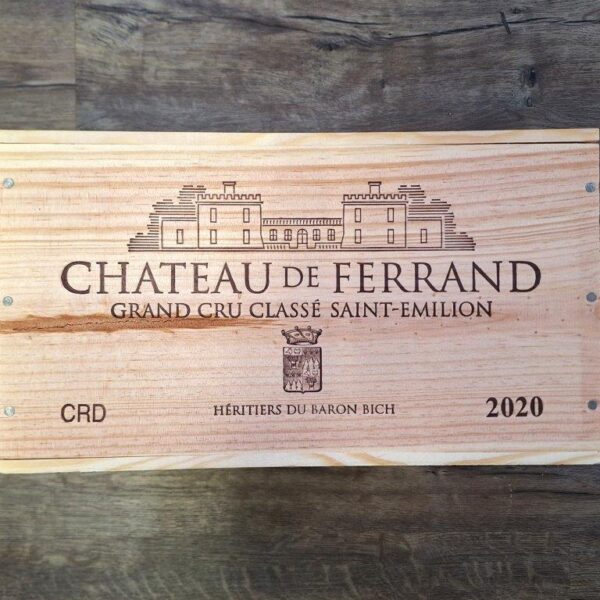 CHATEAU DE FERRAND
GRAND CRU CLASSÉ SAINT-EMILION
CRD
HÉRITIERS DU BARON BICH
2020